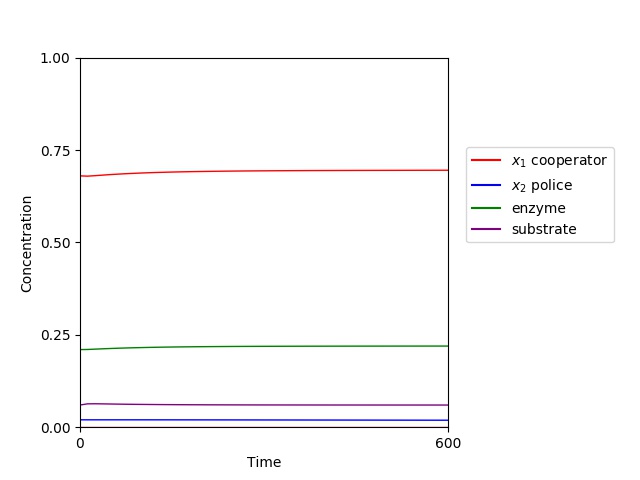 1.00
0.75
0.50
0.25
0.00
Concentration
0
600
Time
x₁ cooperator
x₂ police
enzyme
substrate